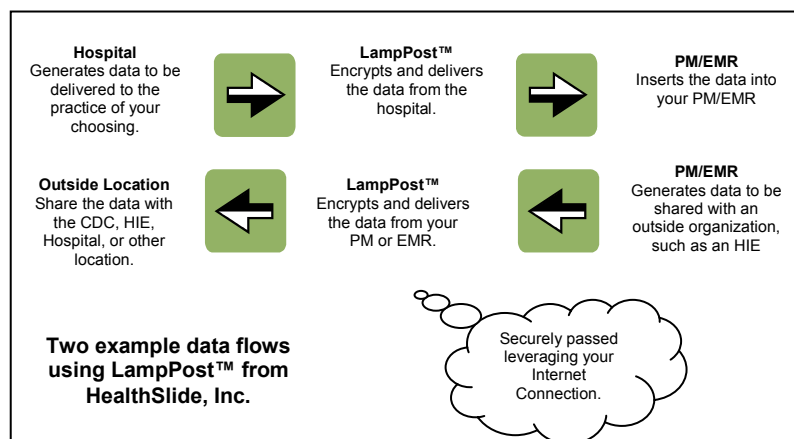 Hospital
Generates data to be
delivered to the
practice of your
choosing.
LampPost™
Encrypts and delivers
the data from the
hospital.
PM/EMR
Inserts the data into
your PM/EMR
Outside Location
Share the data with
the CDC, HIE,
Hospital, or other
location.
LampPost™
Encrypts and delivers
the data from your
PM or EMR.
PM/EMR
Generates data to be
shared with an
outside organization,
such as an HIE
Two example data flows
using LampPost™ from
HealthSlide, Inc.
Securely passed
leveraging your
Internet
Connection.